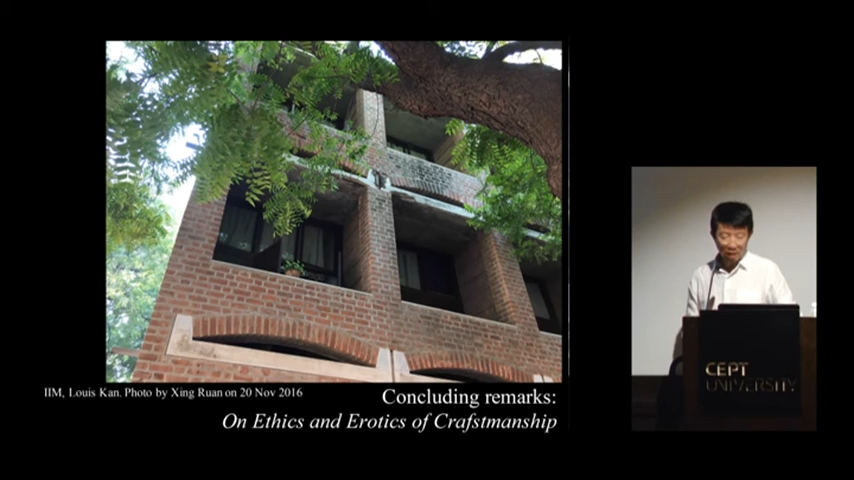 IIM, Louis Kan. Photo by Xing Ruan on 20 Nov 2016
Concluding remarks:
On Ethics and Erotics of Crafstmanship
CEPT
UNIVERSITY